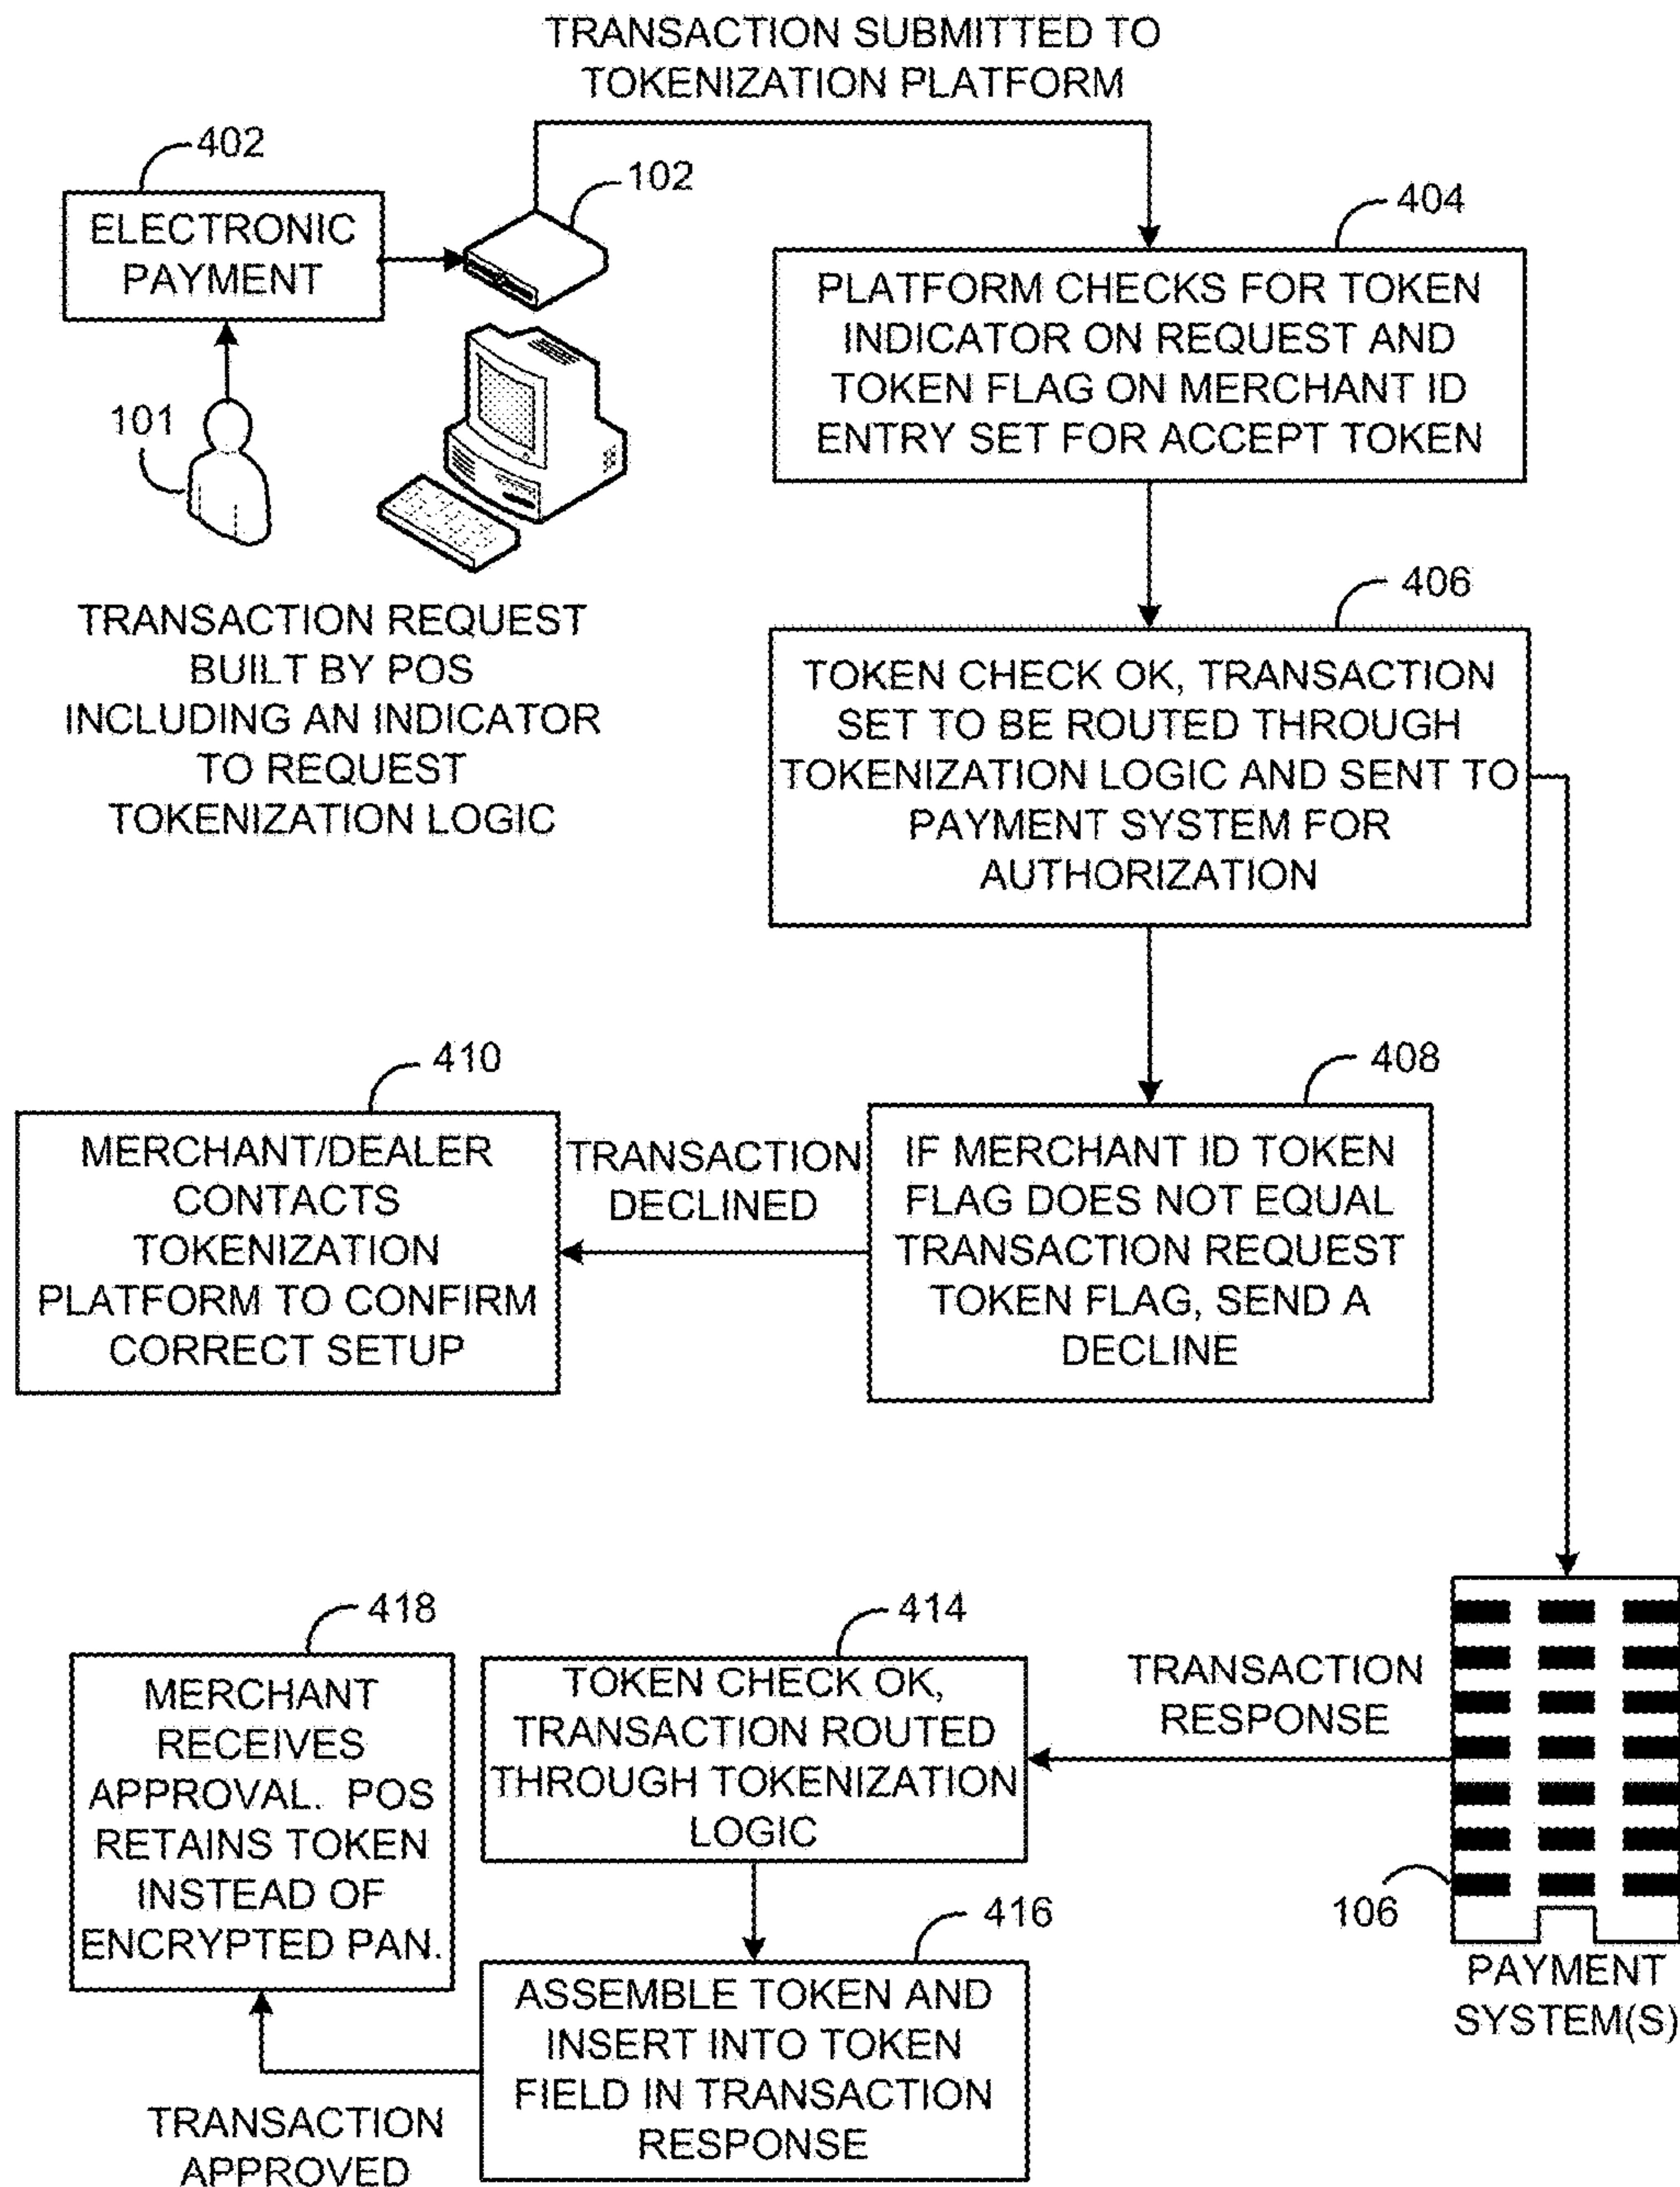 TRANSACTION SUBMITTED TO
TOKENIZATION PLATFORM
402
ELECTRONIC
PAYMENT
102
101
TRANSACTION REQUEST
BUILT BY POS
INCLUDING AN INDICATOR
TO REQUEST
TOKENIZATION LOGIC
404
PLATFORM CHECKS FOR TOKEN
INDICATOR ON REQUEST AND
TOKEN FLAG ON MERCHANT ID
ENTRY SET FOR ACCEPT TOKEN
406
TOKEN CHECK OK, TRANSACTION
SET TO BE ROUTED THROUGH
TOKENIZATION LOGIC AND SENT TO
PAYMENT SYSTEM FOR
AUTHORIZATION
408
IF MERCHANT ID TOKEN
FLAG DOES NOT EQUAL
TRANSACTION REQUEST
TOKEN FLAG, SEND A
DECLINE
TRANSACTION
DECLINED
410
MERCHANT/DEALER
CONTACTS
TOKENIZATION
PLATFORM TO CONFIRM
CORRECT SETUP
106
PAYMENT
SYSTEM(S)
TRANSACTION
RESPONSE
414
TOKEN CHECK OK,
TRANSACTION ROUTED
THROUGH TOKENIZATION
LOGIC
416
ASSEMBLE TOKEN AND
INSERT INTO TOKEN
FIELD IN TRANSACTION
RESPONSE
TRANSACTION
APPROVED
418
MERCHANT
RECEIVES
APPROVAL. POS
RETAINS TOKEN
INSTEAD OF
ENCRYPTED PAN.